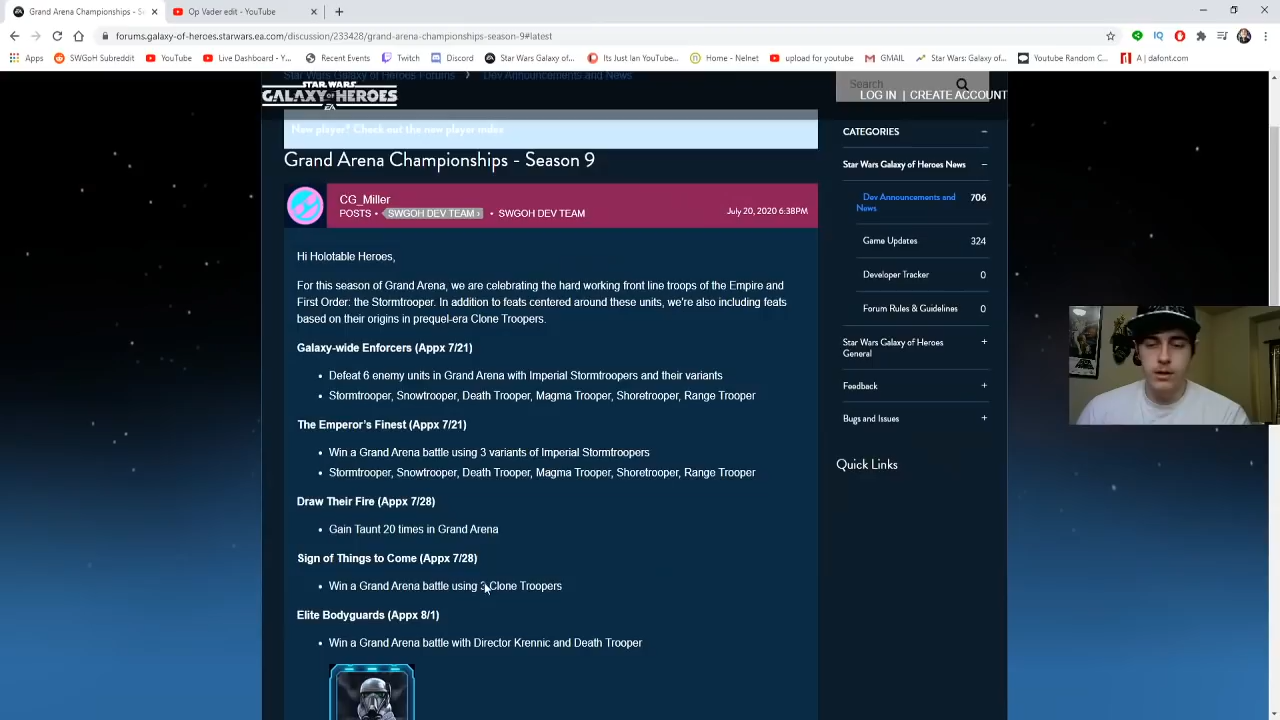 Grand Arena Championships - Se
Op Vader edit - YouTube
forums.galaxy-of-heroes.starwars.ea.com/discussion/233428/grand-arena-championships-season-9#latest
Apps
SWGoH Subreddit
YouTube
Live Dashboard - U...
Recent Events
Twitch
Discord
Star Wars Galaxy of...
Its Just Ian YouTube...
Home - Nelnet
upload for youtube
GMAIL
Star Wars: Galaxy of...
Youtube Random C...
A | dafont.com
Star Wars Galaxy of Heroes Forums › Dev Announcements and News
STAR WARS
GALAXY OF HEROES
Search
LOG IN | CREATE ACCOUNT
New player? Check out the new player index
Grand Arena Championships - Season 9
CG_Miller
POSTS • SWGOH DEV TEAM › • SWGOH DEV TEAM
July 20, 2020 6:38PM
Hi Holotable Heroes,
For this season of Grand Arena, we are celebrating the hard working front line troops of the Empire and
First Order: the Stormtrooper. In addition to feats centered around these units, we're also including feats
based on their origins in prequel-era Clone Troopers.
Galaxy-wide Enforcers (Appx 7/21)
• Defeat 6 enemy units in Grand Arena with Imperial Stormtroopers and their variants
• Stormtrooper, Snowtrooper, Death Trooper, Magma Trooper, Shoretrooper, Range Trooper
The Emperor's Finest (Appx 7/21)
• Win a Grand Arena battle using 3 variants of Imperial Stormtroopers
• Stormtrooper, Snowtrooper, Death Trooper, Magma Trooper, Shoretrooper, Range Trooper
Draw Their Fire (Appx 7/28)
• Gain Taunt 20 times in Grand Arena
Sign of Things to Come (Appx 7/28)
• Win a Grand Arena battle using 3 Clone Troopers
Elite Bodyguards (Appx 8/1)
• Win a Grand Arena battle with Director Krennic and Death Trooper
CATEGORIES
Star Wars Galaxy of Heroes News
Dev Announcements and
News
706
Game Updates 324
Developer Tracker 0
Forum Rules & Guidelines 0
Star Wars Galaxy of Heroes
General
Feedback
Bugs and Issues
Quick Links